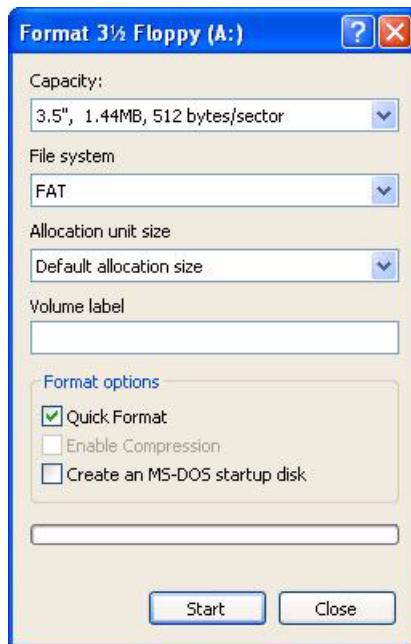 Format 3½ Floppy (A:)
Capacity:
3.5", 1.44MB, 512 bytes/sector
File system
FAT
Allocation unit size
Default allocation size
Volume label
Format options
Quick Format
Enable Compression
Create an MS-DOS startup disk
Start Close